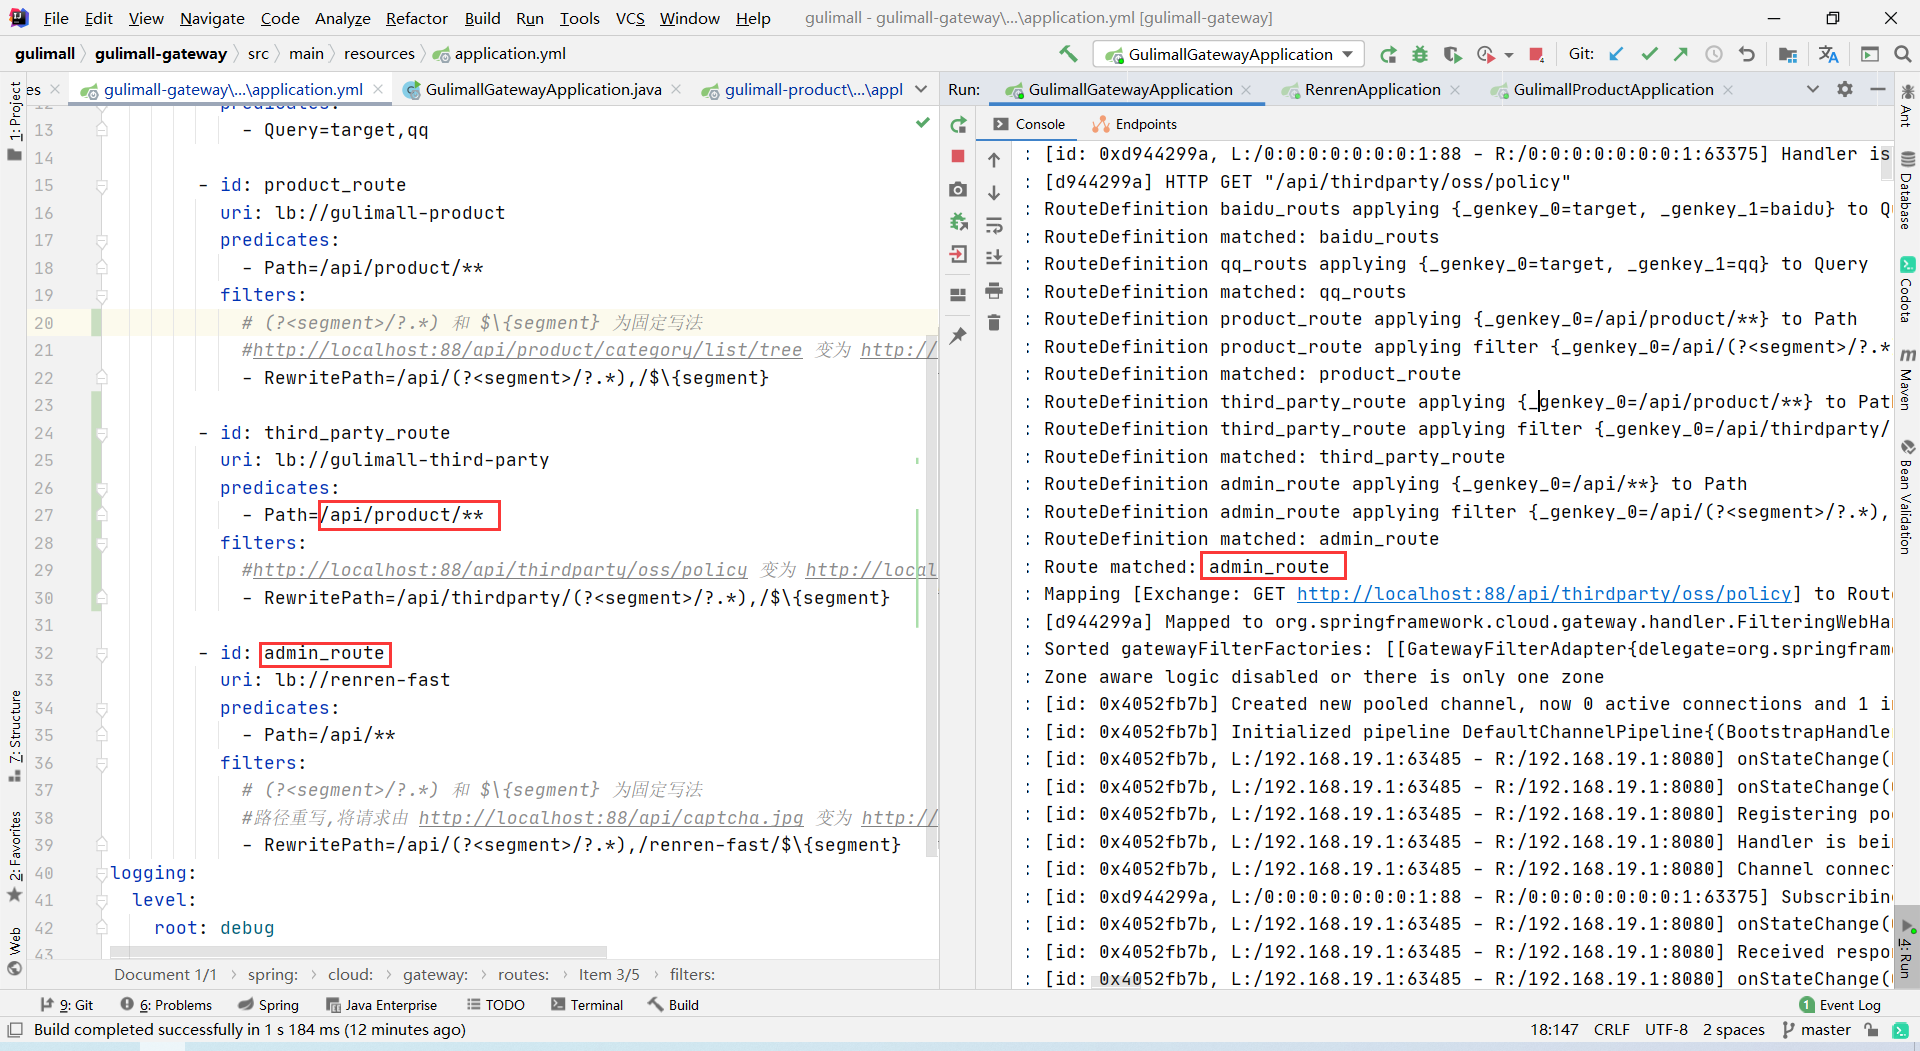 File Edit View Navigate Code Analyze Refactor Build Run Tools VCS Window Help gulimall - gulimall-gateway\...\application.yml [gulimall-gateway]
gulimall gulimall-gateway src main resources application.yml GulimallGatewayApplication Git:
es gulimall-gateway\...\application.yml GulimallGatewayApplication.java gulimall-product\...\appl Run: GulimallGatewayApplication RenrenApplication GulimallProductApplication
Console Endpoints
1: Project
7: Structure
2: Favorites
Web
12 predicates:
13 - Query=target,qq
14
15 - id: product_route
16 uri: lb://gulimall-product
17 predicates:
18 - Path=/api/product/**
19 filters:
20 # (?<segment>/?.*) 和 $\{segment} 为固定写法
21 #http://localhost:88/api/product/category/list/tree 变为 http://
22 - RewritePath=/api/(?<segment>/?.*),/$\{segment}
23
24 - id: third_party_route
25 uri: lb://gulimall-third-party
26 predicates:
27 - Path=/api/product/**
28 filters:
29 #http://localhost:88/api/thirdparty/oss/policy 变为 http://local
30 - RewritePath=/api/thirdparty/(?<segment>/?.*),/$\{segment}
31
32 - id: admin_route
33 uri: lb://renren-fast
34 predicates:
35 - Path=/api/**
36 filters:
37 # (?<segment>/?.*) 和 $\{segment} 为固定写法
38 #路径重写,将请求由 http://localhost:88/api/captcha.jpg 变为 http://
39 - RewritePath=/api/(?<segment>/?.*),/renren-fast/$\{segment}
40 logging:
41 level:
42 root: debug
43
Document 1/1 spring: cloud: gateway: routes: Item 3/5 filters:
: [id: 0xd944299a, L:/0:0:0:0:0:0:0:1:88 - R:/0:0:0:0:0:0:0:1:63375] Handler is
: [d944299a] HTTP GET "/api/thirdparty/oss/policy"
: RouteDefinition baidu_routs applying {_genkey_0=target, _genkey_1=baidu} to Qu
: RouteDefinition matched: baidu_routs
: RouteDefinition qq_routs applying {_genkey_0=target, _genkey_1=qq} to Query
: RouteDefinition matched: qq_routs
: RouteDefinition product_route applying {_genkey_0=/api/product/**} to Path
: RouteDefinition product_route applying filter {_genkey_0=/api/(?<segment>/?.*
: RouteDefinition matched: product_route
: RouteDefinition third_party_route applying {_genkey_0=/api/product/**} to Path
: RouteDefinition third_party_route applying filter {_genkey_0=/api/thirdparty/
: RouteDefinition matched: third_party_route
: RouteDefinition admin_route applying {_genkey_0=/api/**} to Path
: RouteDefinition admin_route applying filter {_genkey_0=/api/(?<segment>/?.*),
: RouteDefinition matched: admin_route
: Route matched: admin_route
: Mapping [Exchange: GET http://localhost:88/api/thirdparty/oss/policy] to Route
: [d944299a] Mapped to org.springframework.cloud.gateway.handler.FilteringWebHan
: Sorted gatewayFilterFactories: [[GatewayFilterAdapter{delegate=org.springfram
: Zone aware logic disabled or there is only one zone
: [id: 0x4052fb7b] Created new pooled channel, now 0 active connections and 1 i
: [id: 0x4052fb7b] Initialized pipeline DefaultChannelPipeline{(BootstrapHandler
: [id: 0x4052fb7b, L:/192.168.19.1:63485 - R:/192.168.19.1:8080] onStateChange(
: [id: 0x4052fb7b, L:/192.168.19.1:63485 - R:/192.168.19.1:8080] onStateChange(
: [id: 0x4052fb7b, L:/192.168.19.1:63485 - R:/192.168.19.1:8080] Registering po
: [id: 0x4052fb7b, L:/192.168.19.1:63485 - R:/192.168.19.1:8080] Handler is bei
: [id: 0x4052fb7b, L:/192.168.19.1:63485 - R:/192.168.19.1:8080] Channel connect
: [id: 0xd944299a, L:/0:0:0:0:0:0:0:1:88 - R:/0:0:0:0:0:0:0:1:63375] Subscribin
: [id: 0x4052fb7b, L:/192.168.19.1:63485 - R:/192.168.19.1:8080] onStateChange(
: [id: 0x4052fb7b, L:/192.168.19.1:63485 - R:/192.168.19.1:8080] Received respo
: [id: 0x4052fb7b, L:/192.168.19.1:63485 - R:/192.168.19.1:8080] onStateChange(
Ant
Database
Codota
Maven
Bean Validation
4: Run
9: Git 6: Problems Spring Java Enterprise TODO Terminal Build 1 Event Log
Build completed successfully in 1 s 184 ms (12 minutes ago) 18:147 CRLF UTF-8 2 spaces master